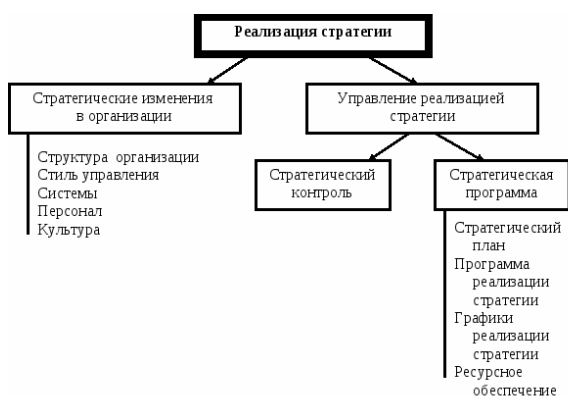 Реализация стратегии
Стратегические изменения
в организации
Управление реализацией
стратегии
Структура организации
Стиль управления
Системы
Персонал
Культура
Стратегический
контроль
Стратегическая
программа
Стратегический
план
Программа
реализации
стратегии
Графики
реализации
стратегии
Ресурсное
обеспечение